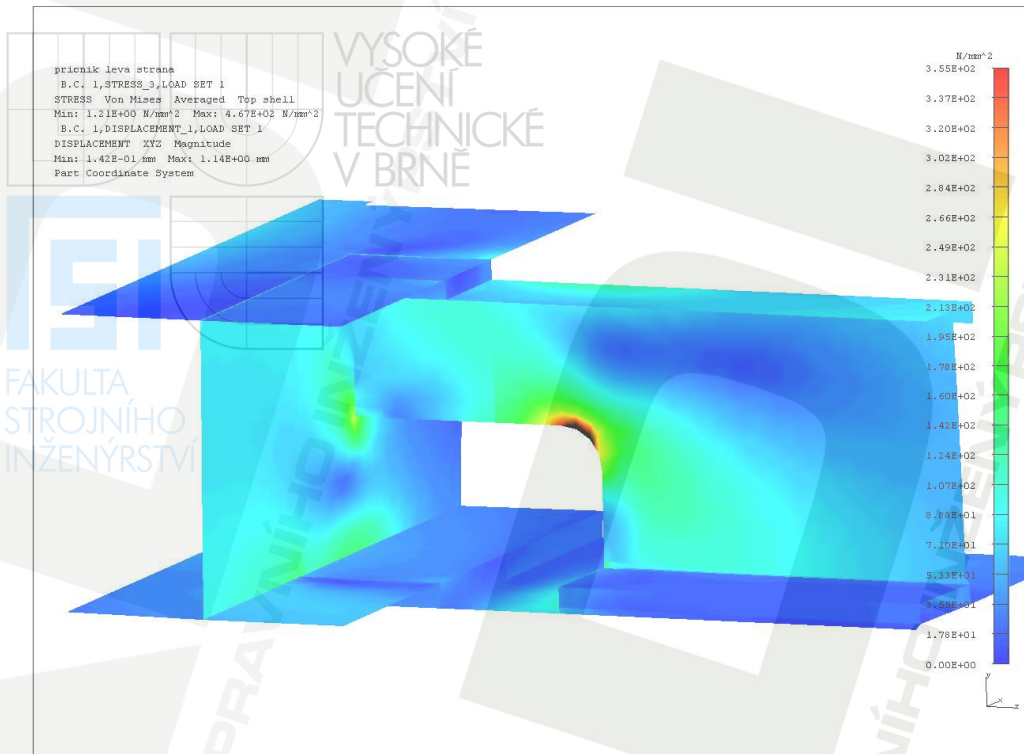 VYSOKÉ
UČENÍ
TECHNICKÉ
V BRNĚ
pricnik leva strana
B.C. 1,STRESS_3,LOAD SET 1
STRESS Von Mises Averaged Top shell
Min: 1.21E+00 N/mm^2 Max: 4.67E+02 N/mm^2
B.C. 1,DISPLACEMENT_1,LOAD SET 1
DISPLACEMENT XYZ Magnitude
Min: 1.42E-01 mm Max: 1.14E+00 mm
Part Coordinate System
FAKULTA
STROJNÍHO
INŽENÝRSTVÍ
N/mm^2
3.55E+02
3.37E+02
3.20E+02
3.02E+02
2.84E+02
2.66E+02
2.49E+02
2.31E+02
2.13E+02
1.95E+02
1.78E+02
1.60E+02
1.42E+02
1.24E+02
1.07E+02
8.88E+01
7.10E+01
5.33E+01
3.55E+01
1.78E+01
0.00E+00
y
x
z